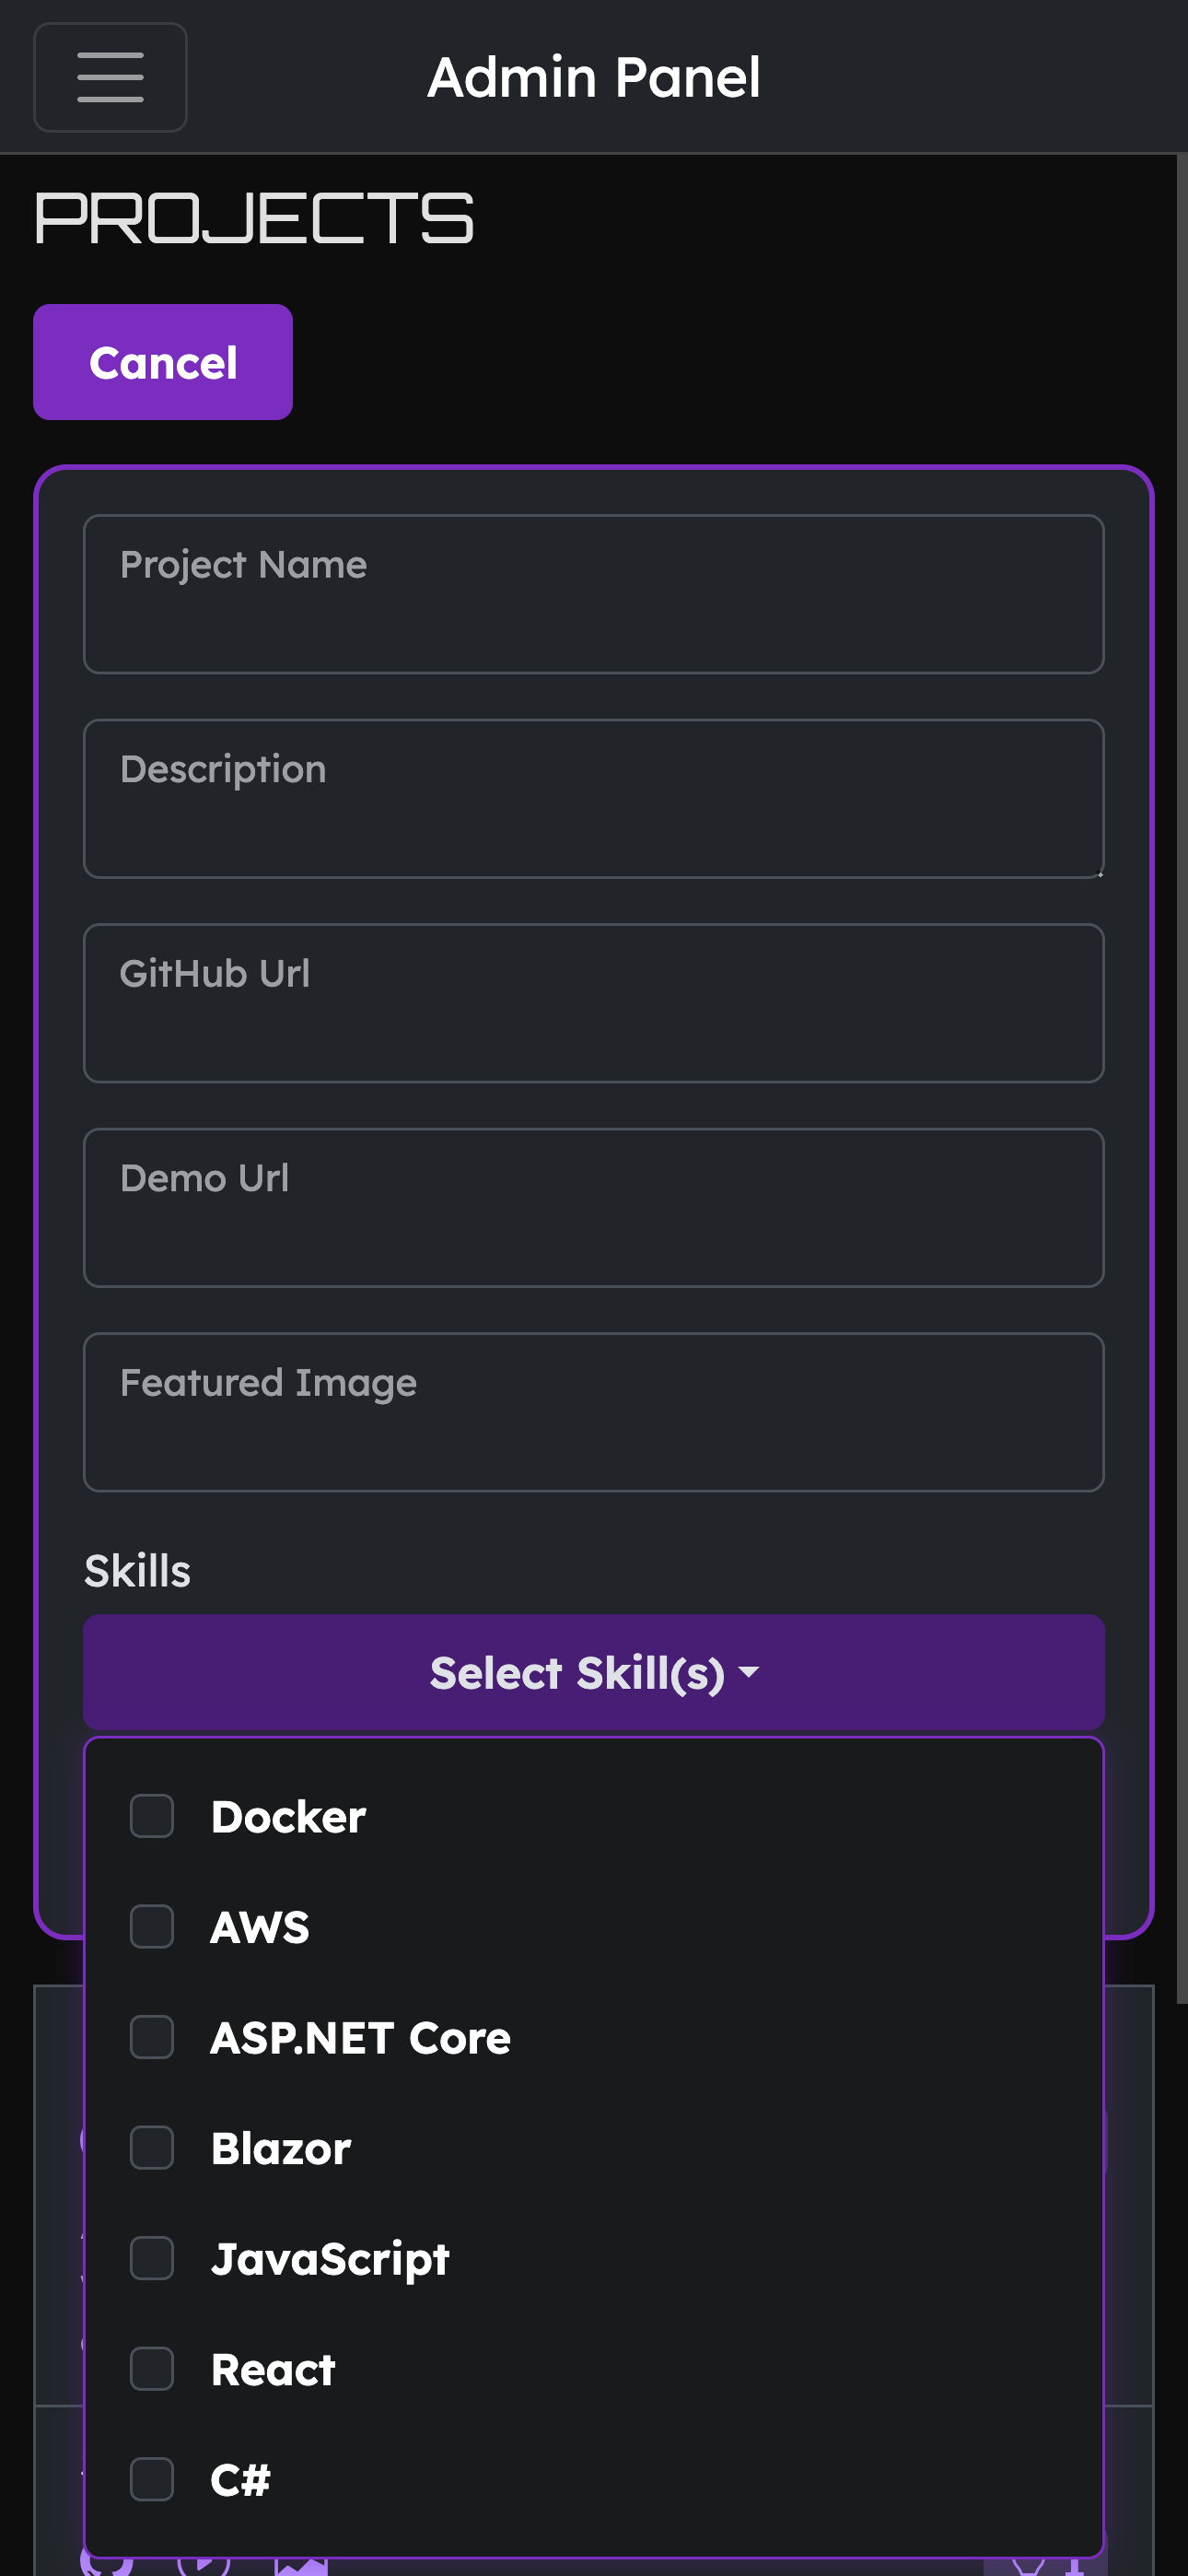 Admin Panel
PROJECTS
Cancel
Project Name
Description
GitHub Url
Demo Url
Featured Image
Skills
Select Skill(s)
Docker
AWS
ASP.NET Core
Blazor
JavaScript
React
C#